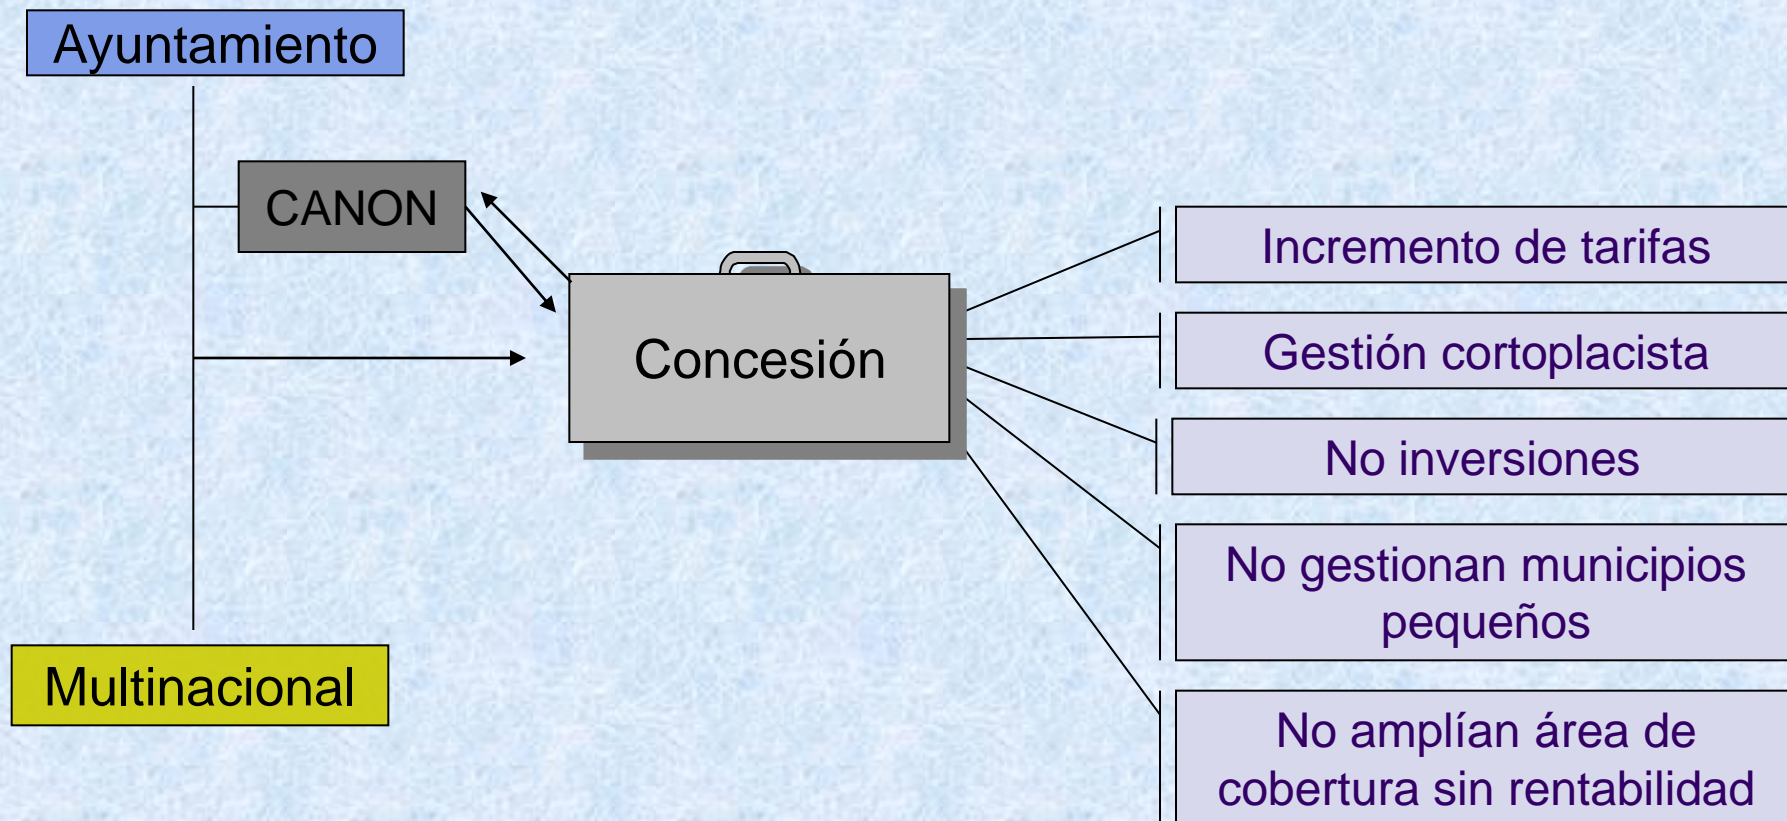 Ayuntamiento
CANON
Concesión
Multinacional
Incremento de tarifas
Gestión cortoplacista
No inversiones
No gestionan municipios
pequeños
No amplían área de
cobertura sin rentabilidad